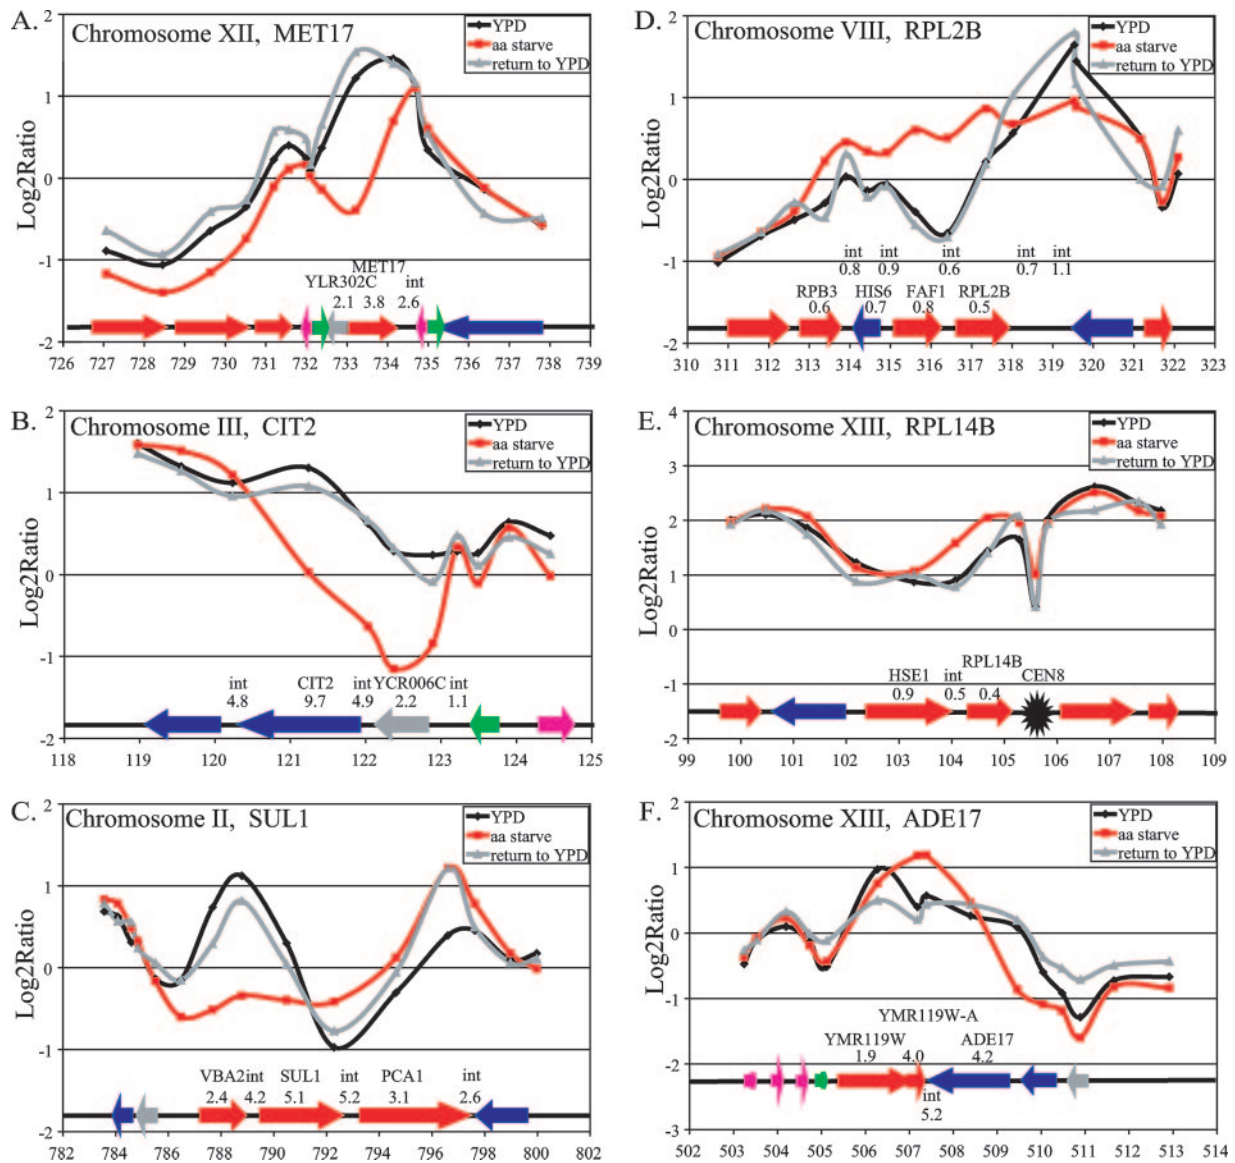 A.
Chromosome XII, MET17
YPD
aa starve
return to YPD
Log2Ratio
2
1
0
-1
-2
MET17
YLR302C int
2.1 3.8 2.6
726 727 728 729 730 731 732 733 734 735 736 737 738 739
B.
Chromosome III, CIT2
YPD
aa starve
return to YPD
Log2Ratio
2
1
0
-1
-2
int CIT2 int YCR006C int
4.8 9.7 4.9 2.2 1.1
118 119 120 121 122 123 124 125
C.
Chromosome II, SUL1
YPD
aa starve
return to YPD
Log2Ratio
2
1
0
-1
-2
VBA2 int SUL1 int PCA1 int
2.4 4.2 5.1 5.2 3.1 2.6
782 784 786 788 790 792 794 796 798 800 802
D.
Chromosome VIII, RPL2B
YPD
aa starve
return to YPD
Log2Ratio
2
1
0
-1
-2
int int int int int
0.8 0.9 0.6 0.7 1.1
RPB3 HIS6 FAF1 RPL2B
0.6 0.7 0.8 0.5
310 311 312 313 314 315 316 317 318 319 320 321 322 323
E.
Chromosome XIII, RPL14B
YPD
aa starve
return to YPD
Log2Ratio
4
3
2
1
0
-1
-2
RPL14B
HSE1 int CEN8
0.9 0.5 0.4
99 100 101 102 103 104 105 106 107 108 109
F.
Chromosome XIII, ADE17
YPD
aa starve
return to YPD
Log2Ratio
2
1
0
-1
-2
-3
YMR119W-A
YMR119W ADE17
1.9 4.0 4.2
int
5.2
502 503 504 505 506 507 508 509 510 511 512 513 514